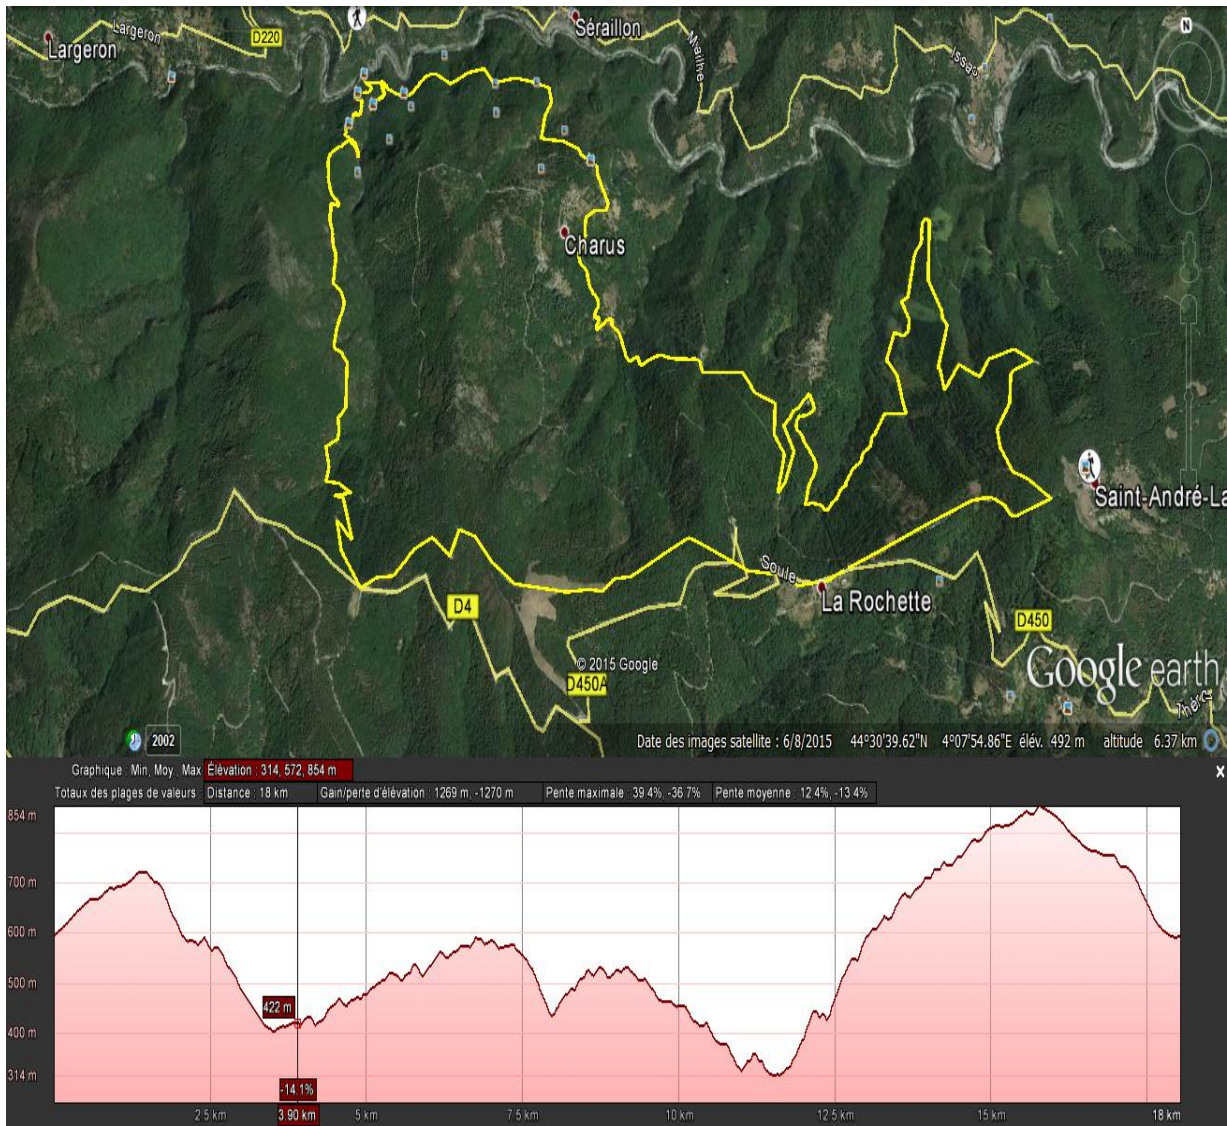 Largeron
Largeron
D220
Séraillon
N
Charus
Saint-André-La
Soule
La Rochette
D4
D450
© 2015 Google
D450A
Google earth
2002
Date des images satellite : 6/8/2015 44°30'39.62"N 4°07'54.86"E élév. 492 m altitude 6.37 km
Graphique : Min, Moy., Max Élévation : 314, 572, 854 m X
Totaux des plages de valeurs : Distance : 18 km Gain/perte d'élévation : 1269 m, -1270 m Pente maximale : 39.4%, -36.7% Pente moyenne : 12.4%, -13.4%
854 m
700 m
600 m
500 m
422 m
400 m
314 m
-14.1%
2.5 km 3.90 km 5 km 7.5 km 10 km 12.5 km 15 km 18 km